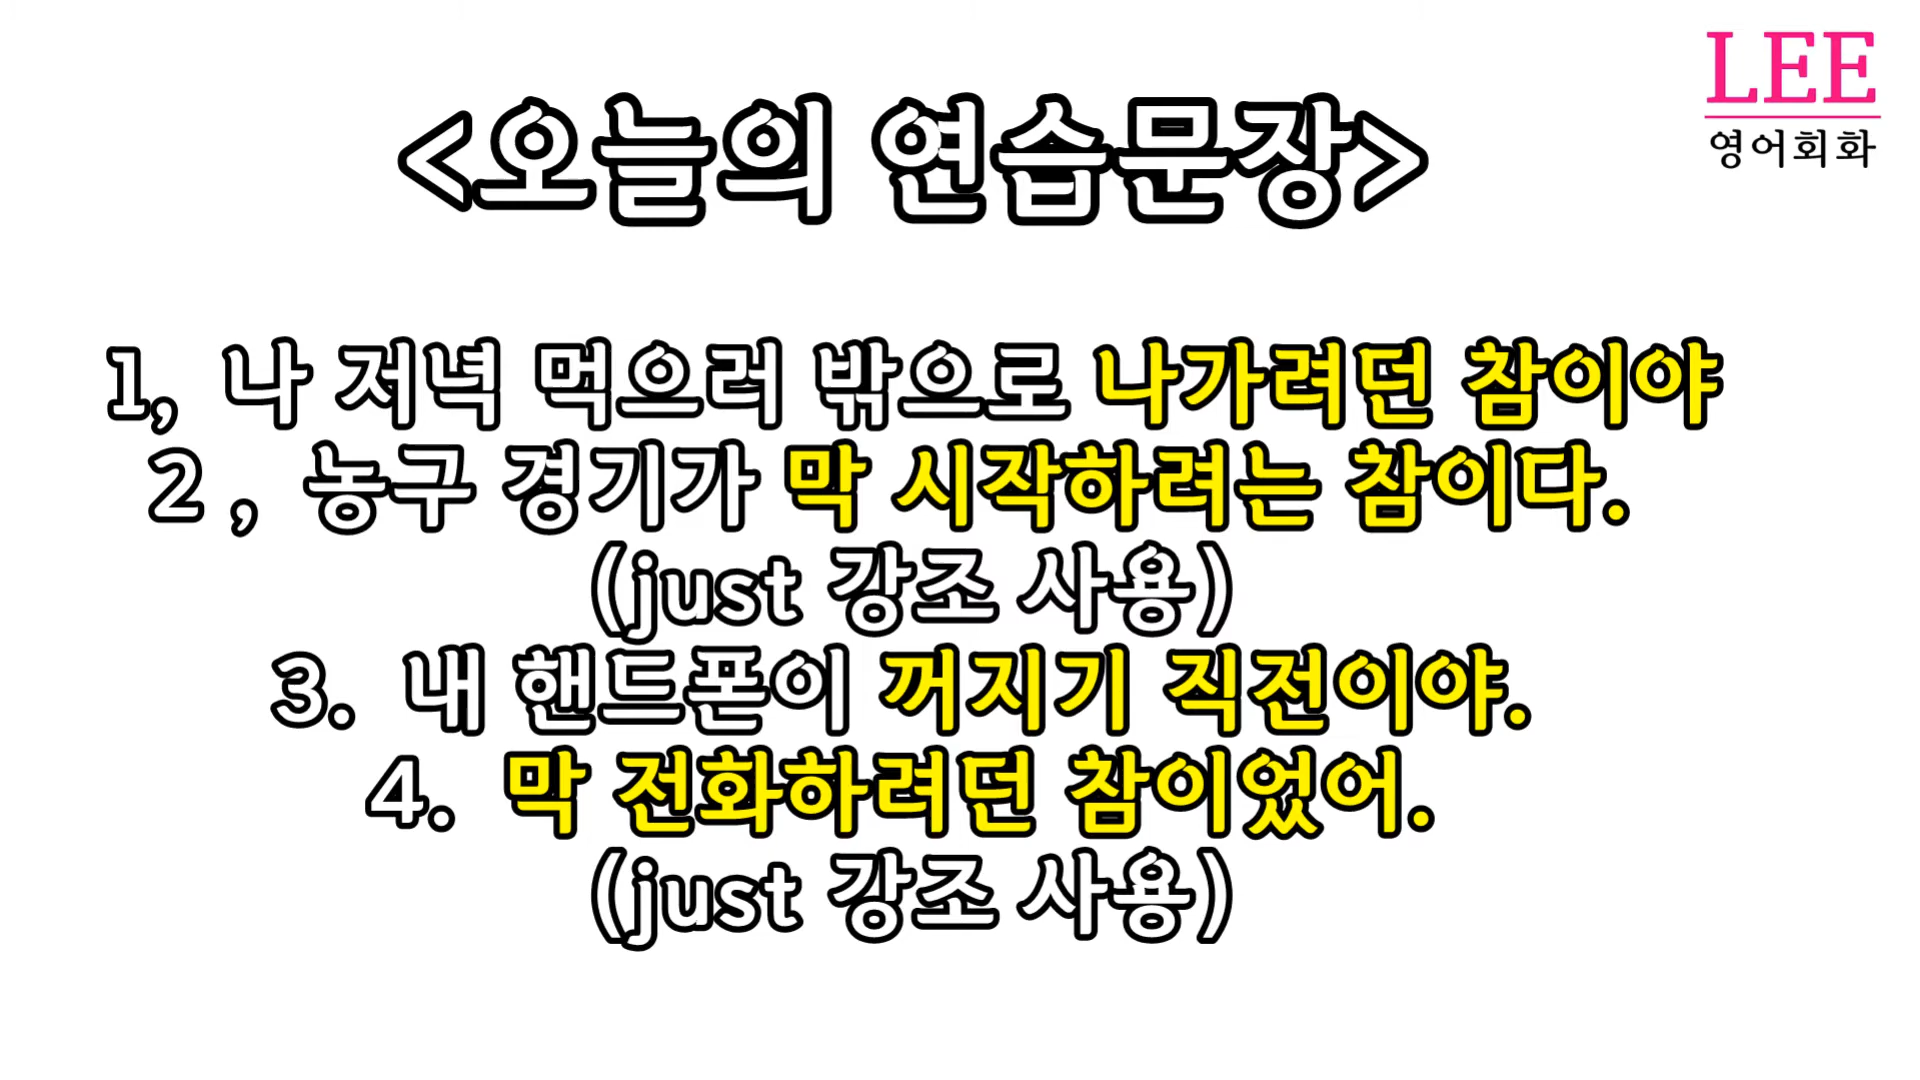 LEE
영어회화
<오늘의 연습문장>
1, 나 저녁 먹으러 밖으로 나가려던 참이야
2 , 농구 경기가 막 시작하려는 참이다.
(just 강조 사용)
3. 내 핸드폰이 꺼지기 직전이야.
4. 막 전화하려던 참이었어.
(just 강조 사용)